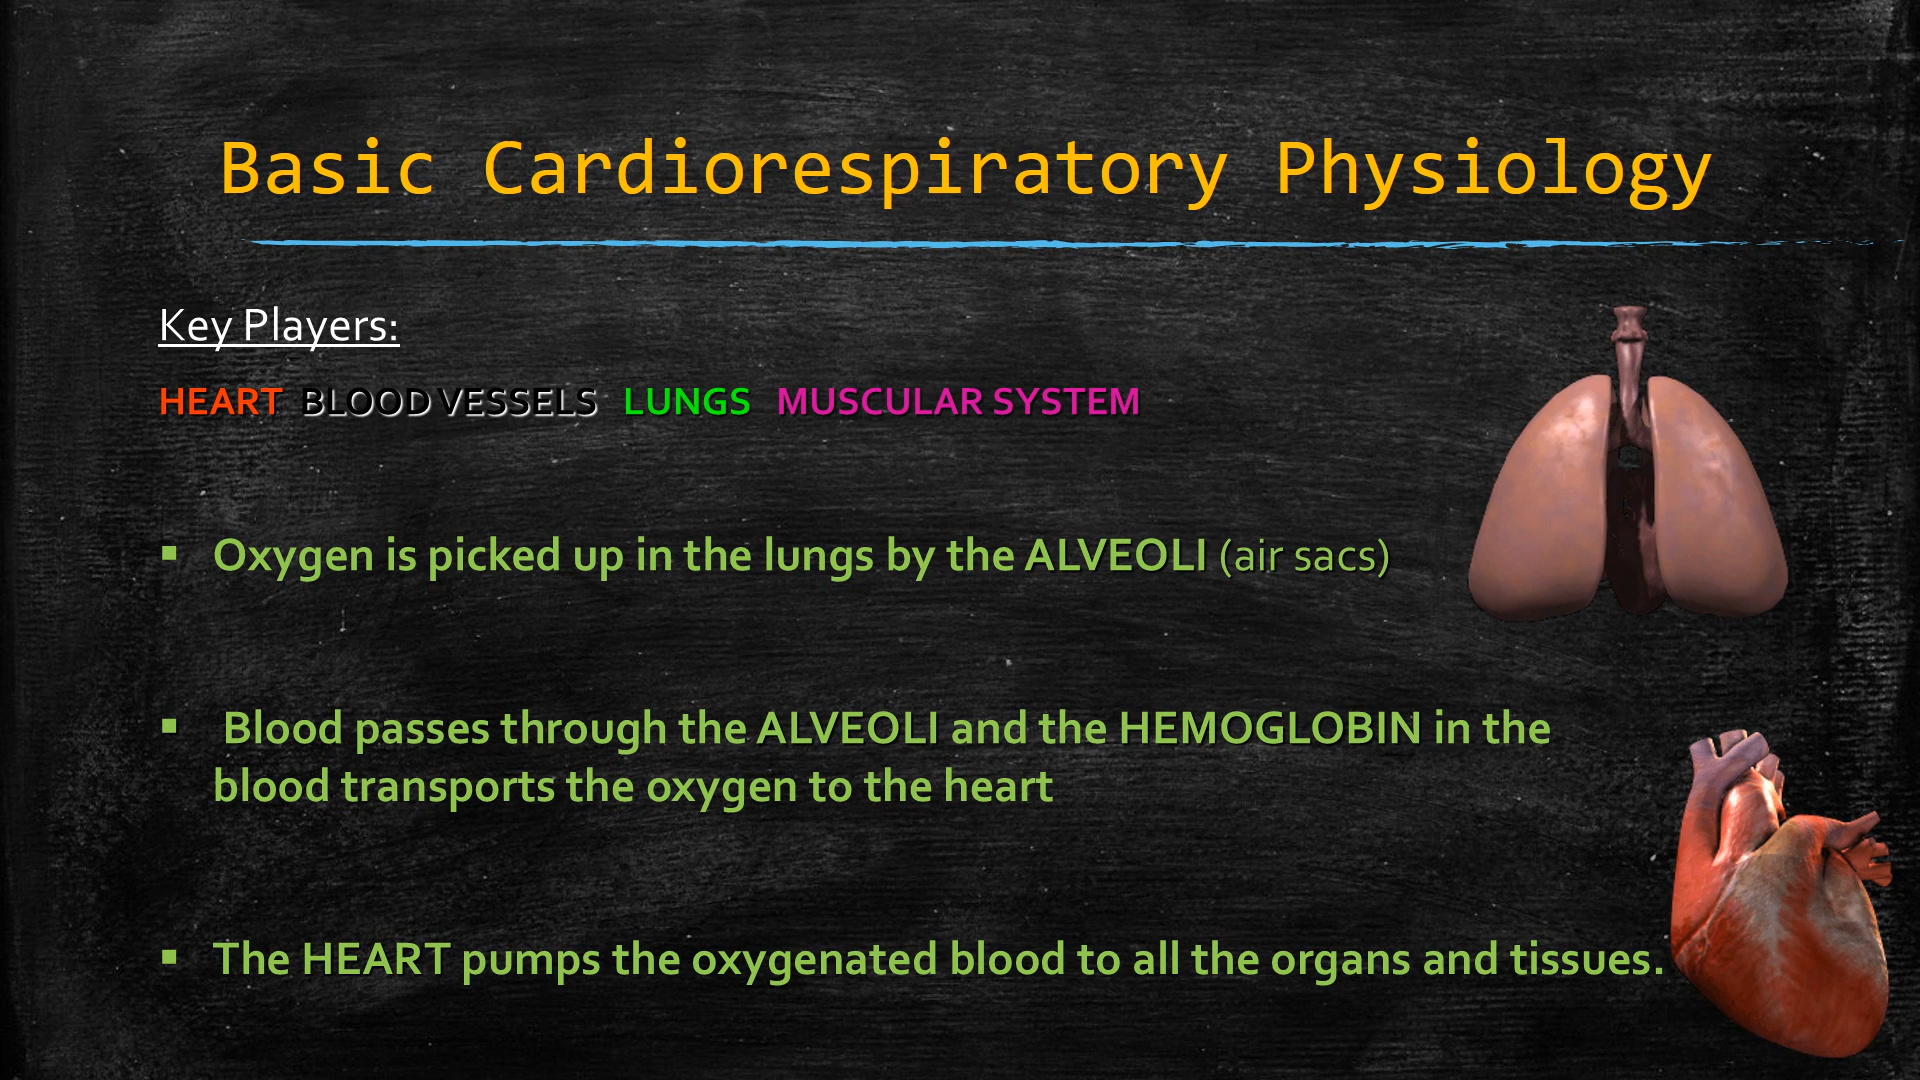 Basic Cardiorespiratory Physiology
Key Players:
HEART BLOOD VESSELS LUNGS MUSCULAR SYSTEM
▪ Oxygen is picked up in the lungs by the ALVEOLI (air sacs)
▪ Blood passes through the ALVEOLI and the HEMOGLOBIN in the
blood transports the oxygen to the heart
▪ The HEART pumps the oxygenated blood to all the organs and tissues.